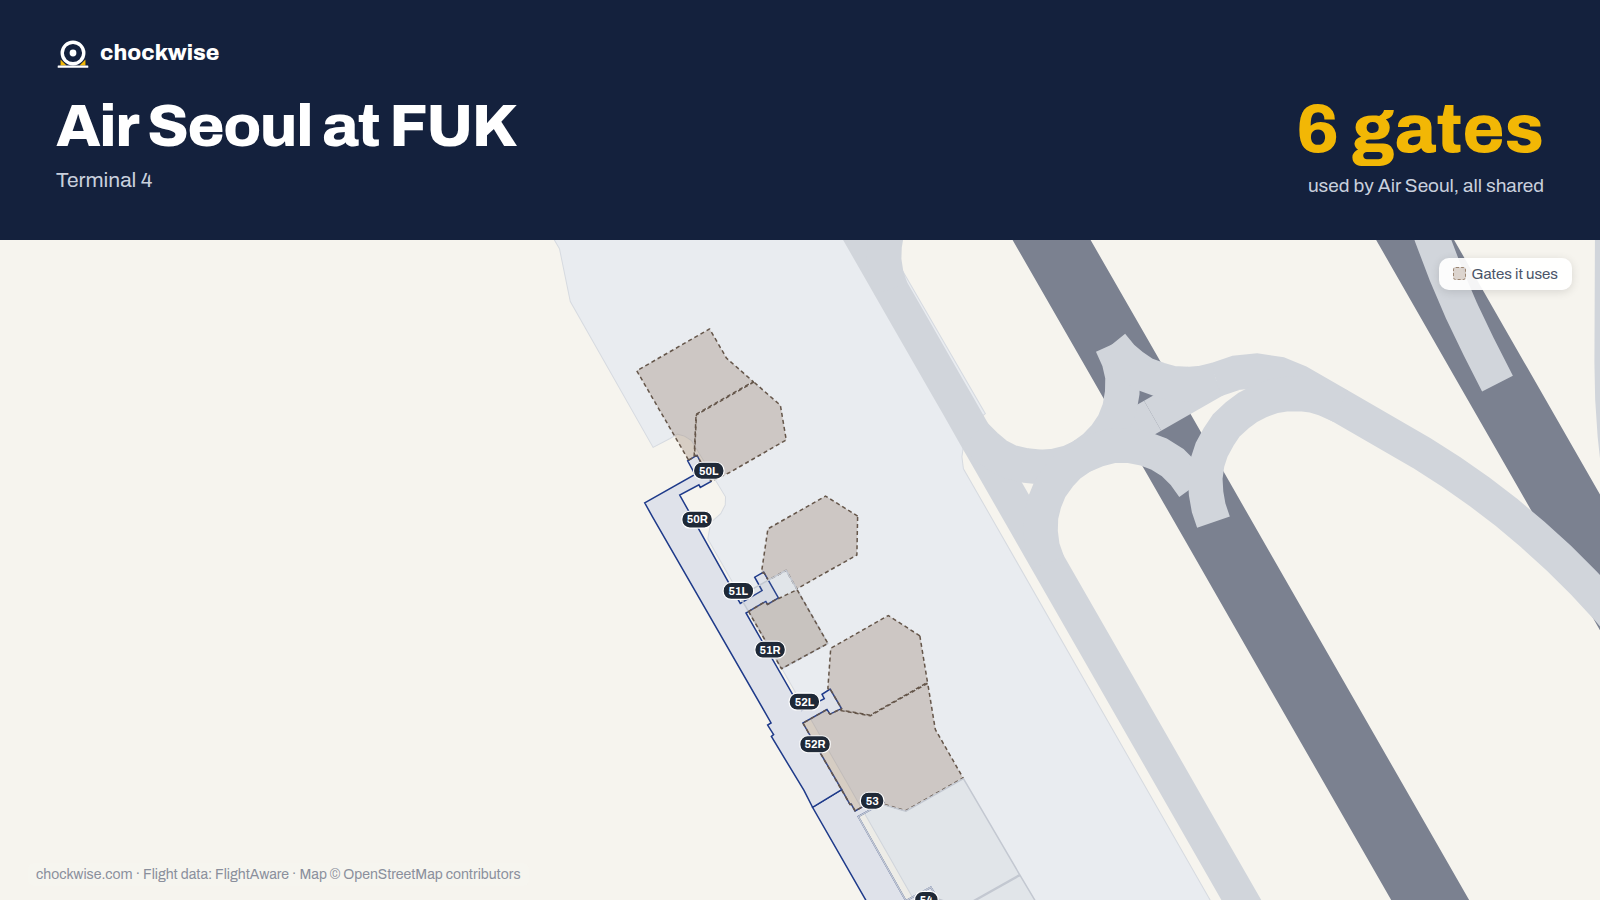 chockwise
Air Seoul at FUK
Terminal 4
6 gates
used by Air Seoul, all shared
Gates it uses
50L
50R
51L
51R
52L
52R
53
chockwise.com · Flight data: FlightAware · Map © OpenStreetMap contributors